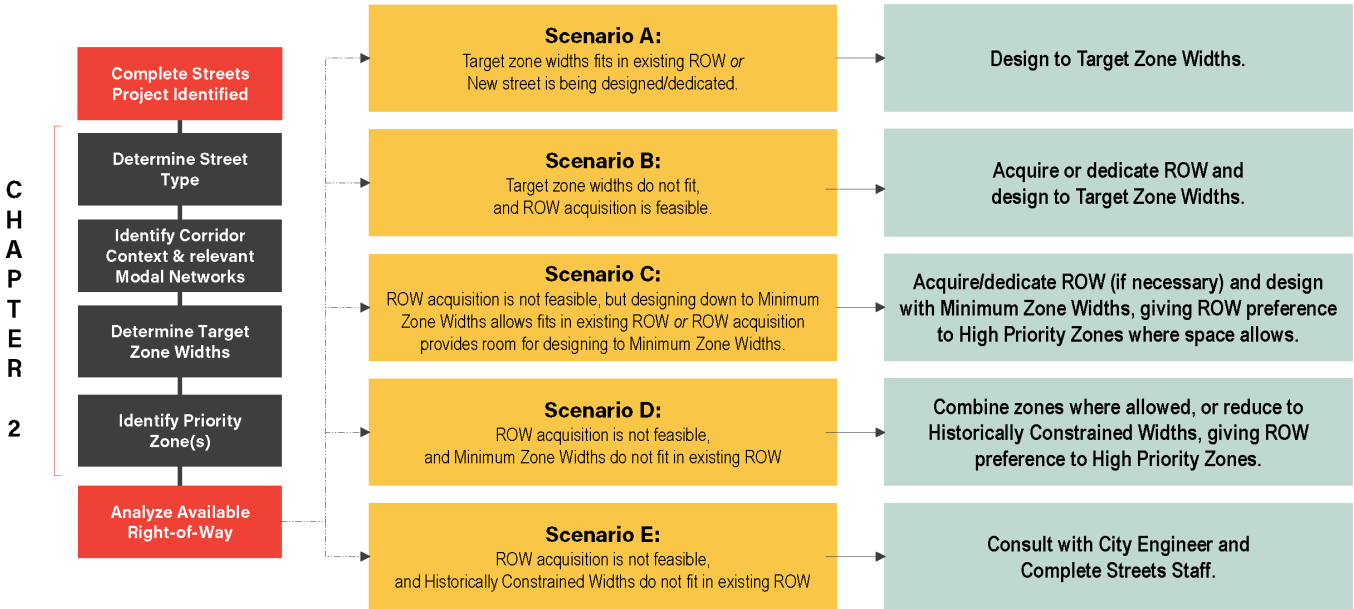 CHAPTER 2
Complete Streets
Project Identified
Determine Street
Type
Identify Corridor
Context & relevant
Modal Networks
Determine Target
Zone Widths
Identify Priority
Zone(s)
Analyze Available
Right-of-Way
Scenario A:
Target zone widths fits in existing ROW or
New street is being designed/dedicated.
Design to Target Zone Widths.
Scenario B:
Target zone widths do not fit,
and ROW acquisition is feasible.
Acquire or dedicate ROW and
design to Target Zone Widths.
Scenario C:
ROW acquisition is not feasible, but designing down to Minimum
Zone Widths allows fits in existing ROW or ROW acquisition
provides room for designing to Minimum Zone Widths.
Acquire/dedicate ROW (if necessary) and design
with Minimum Zone Widths, giving ROW preference
to High Priority Zones where space allows.
Scenario D:
ROW acquisition is not feasible,
and Minimum Zone Widths do not fit in existing ROW
Combine zones where allowed, or reduce to
Historically Constrained Widths, giving ROW
preference to High Priority Zones.
Scenario E:
ROW acquisition is not feasible,
and Historically Constrained Widths do not fit in existing ROW
Consult with City Engineer and
Complete Streets Staff.